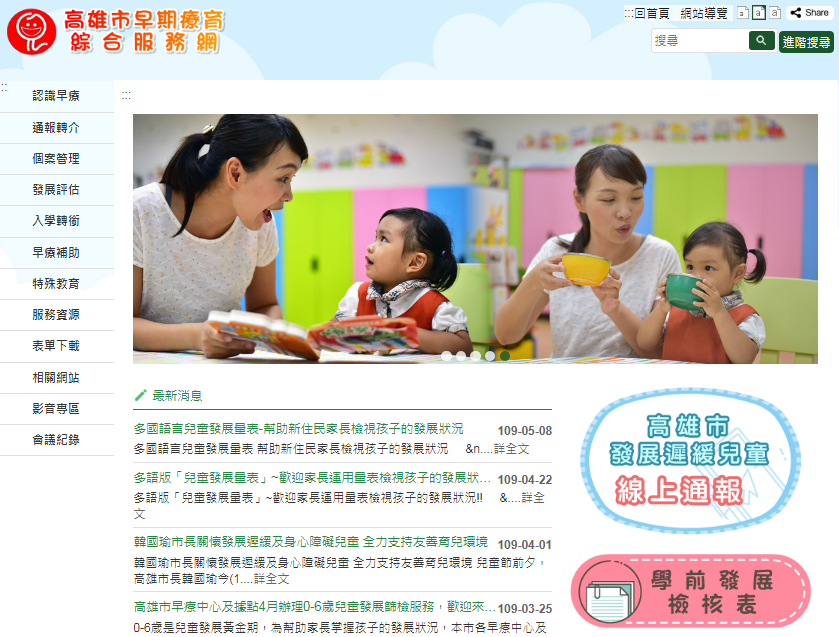 高雄市早期療育
綜合服務網
:::回首頁 網站導覽 a a a Share
搜尋 進階搜尋
:::
認識早療
通報轉介
個案管理
發展評估
入學轉銜
早療補助
特殊教育
服務資源
表單下載
相關網站
影音專區
會議紀錄
:::
最新消息
多國語言兒童發展量表-幫助新住民家長檢視孩子的發展狀況 109-05-08
多國語言兒童發展量表 幫助新住民家長檢視孩子的發展狀況 &n....詳全文
多語版「兒童發展量表」~歡迎家長運用量表檢視孩子的發展狀... 109-04-22
多語版「兒童發展量表」~歡迎家長運用量表檢視孩子的發展狀況!! &....詳全
文
韓國瑜市長關懷發展遲緩及身心障礙兒童 全力支持友善育兒環境 109-04-01
韓國瑜市長關懷發展遲緩及身心障礙兒童 全力支持友善育兒環境 兒童節前夕，
高雄市長韓國瑜今(1....詳全文
高雄市早療中心及據點4月辦理0-6歲兒童發展篩檢服務，歡迎來... 109-03-25
0-6歲是兒童發展黃金期，為幫助家長掌握孩子的發展狀況，本市各早療中心及
高雄市
發展遲緩兒童
線上通報
學前發展
檢核表